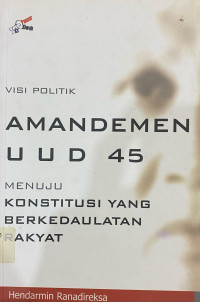 VISI POLITIK
AMANDEMEN
UUD 45
MENUJU
KONSTITUSI YANG
BERKEDAULATAN
RAKYAT
Hendarmin Ranadireksa